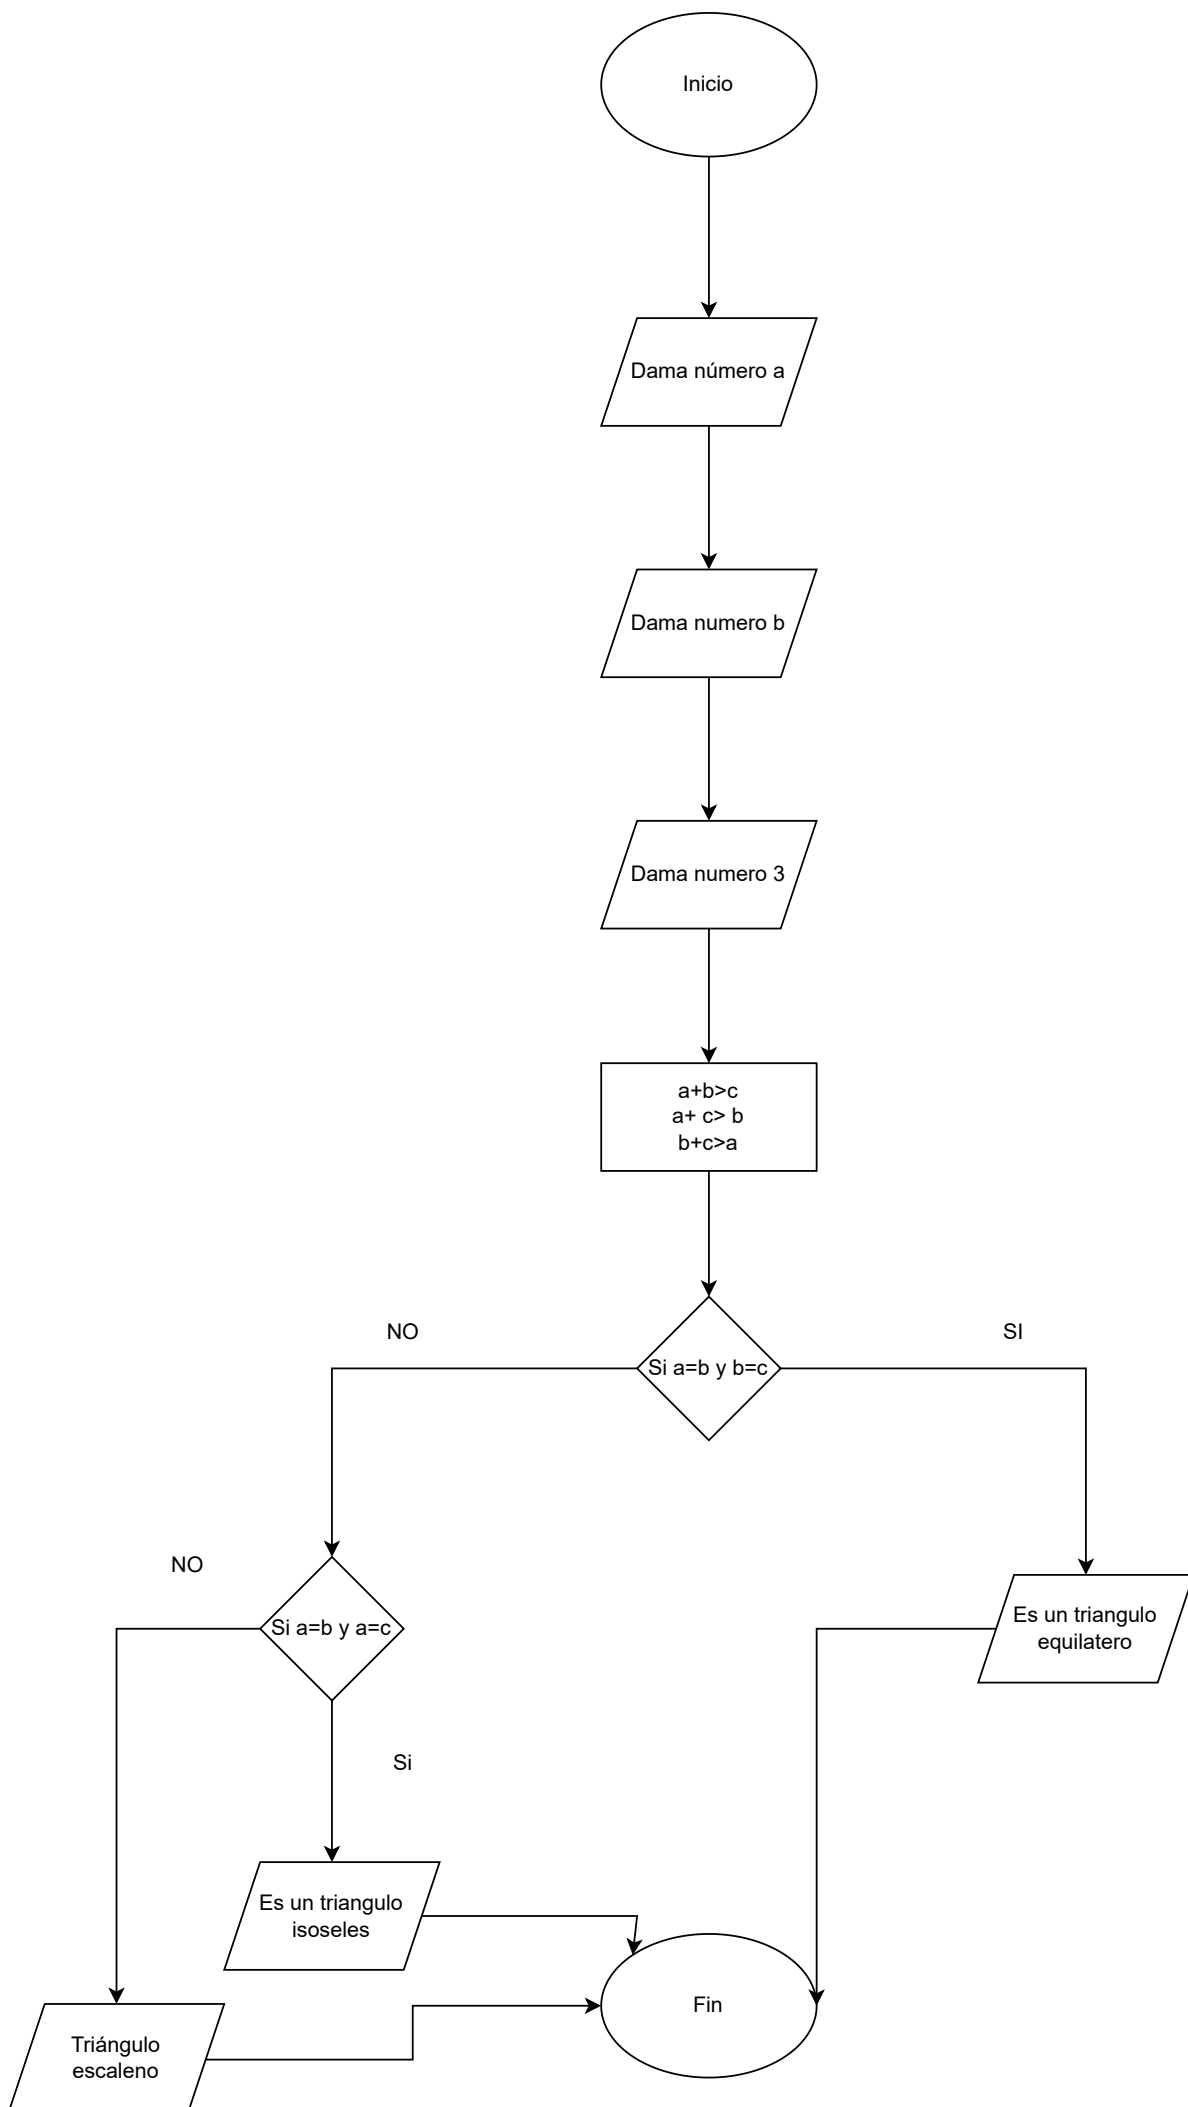 Inicio
Dama número a
Dama numero b
Dama numero 3
a+b>c
a+ c> b
b+c>a
NO
SI
Si a=b y b=c
NO
Si a=b y a=c
Es un triangulo
equilatero
Si
Es un triangulo
isoseles
Fin
Triángulo
escaleno